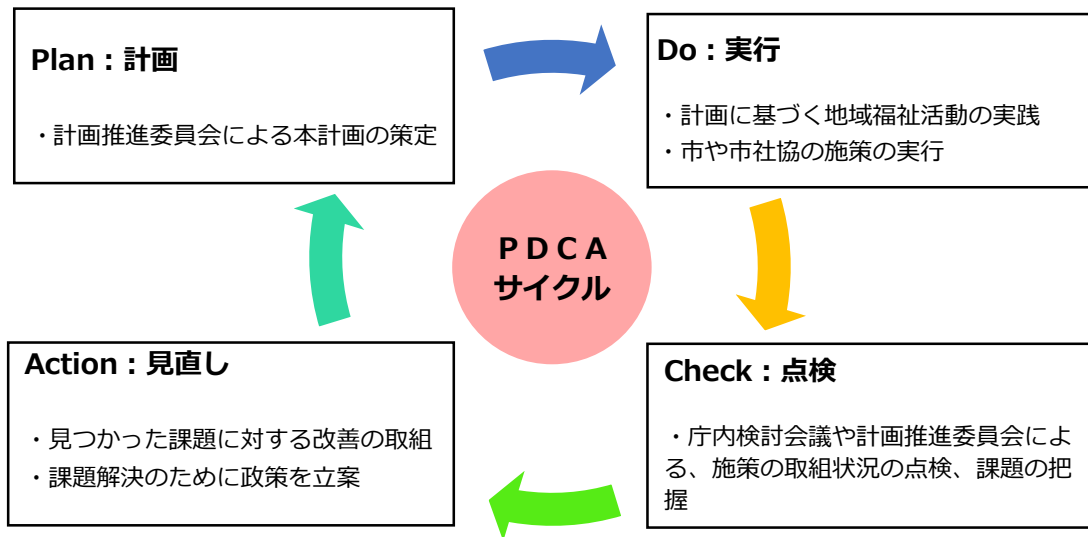 Plan：計画
・計画推進委員会による本計画の策定
Do：実行
・計画に基づく地域福祉活動の実践
・市や市社協の施策の実行
ＰＤＣＡ
サイクル
Action：見直し
・見つかった課題に対する改善の取組
・課題解決のために政策を立案
Check：点検
・庁内検討会議や計画推進委員会によ
る、施策の取組状況の点検、課題の把
握